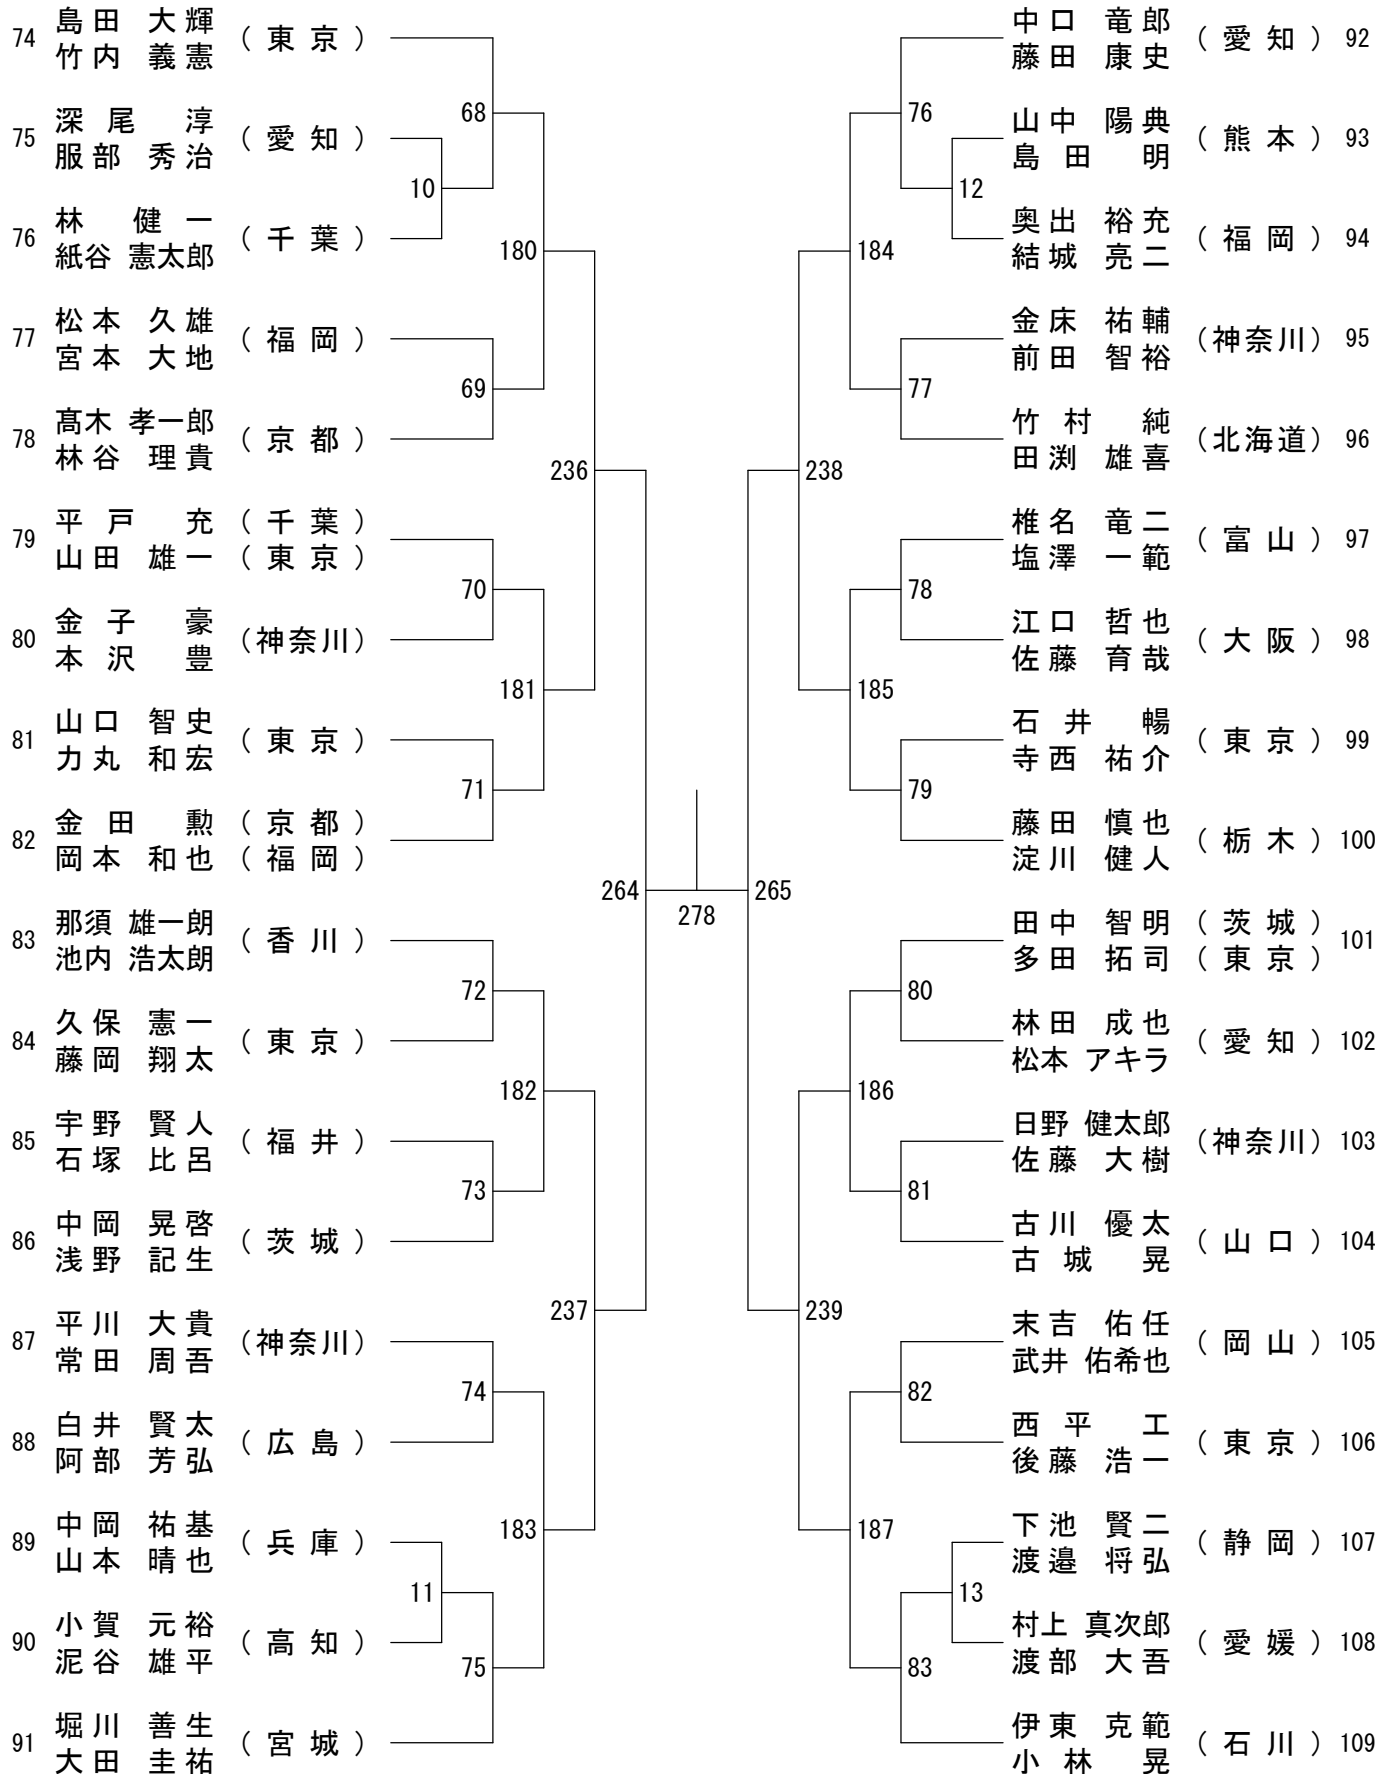 74 島田 大輝 (東京)
竹内 義憲
68
75 深尾 淳 (愛知)
服部 秀治
10
76 林 健一 (千葉)
紙谷 憲太郎
180
77 松本 久雄 (福岡)
宮本 大地
69
78 髙木 孝一郎 (京都)
林谷 理貴
236
79 平戸 充 (千葉)
山田 雄一 (東京)
70
80 金子 豪 (神奈川)
本沢 豊
181
81 山口 智史 (東京)
力丸 和宏
71
82 金田 勲 (京都)
岡本 和也 (福岡)
264
83 那須 雄一朗 (香川)
池内 浩太朗
72
84 久保 憲一 (東京)
藤岡 翔太
182
85 宇野 賢人 (福井)
石塚 比呂
73
86 中岡 晃啓 (茨城)
浅野 記生
237
87 平川 大貴 (神奈川)
常田 周吾
74
88 白井 賢太 (広島)
阿部 芳弘
183
89 中岡 祐基 (兵庫)
山本 晴也
11
90 小賀 元裕 (高知)
泥谷 雄平
75
91 堀川 善生 (宮城)
大田 圭祐
278
中口 竜郎 (愛知) 92
藤田 康史
76
山中 陽典 (熊本) 93
島田 明
12
奥出 裕充 (福岡) 94
結城 亮二
184
金床 祐輔 (神奈川) 95
前田 智裕
77
竹村 純 (北海道) 96
田渕 雄喜
238
椎名 竜二 (富山) 97
塩澤 一範
78
江口 哲也 (大阪) 98
佐藤 育哉
185
石井 暢 (東京) 99
寺西 祐介
79
藤田 慎也 (栃木) 100
淀川 健人
265
田中 智明 (茨城) 101
多田 拓司 (東京)
80
林田 成也 (愛知) 102
松本 アキラ
186
日野 健太郎 (神奈川) 103
佐藤 大樹
81
古川 優太 (山口) 104
古城 晃
239
末吉 佑任 (岡山) 105
武井 佑希也
82
西平 工 (東京) 106
後藤 浩一
187
下池 賢二 (静岡) 107
渡邉 将弘
13
村上 真次郎 (愛媛) 108
渡部 大吾
83
伊東 克範 (石川) 109
小林 晃